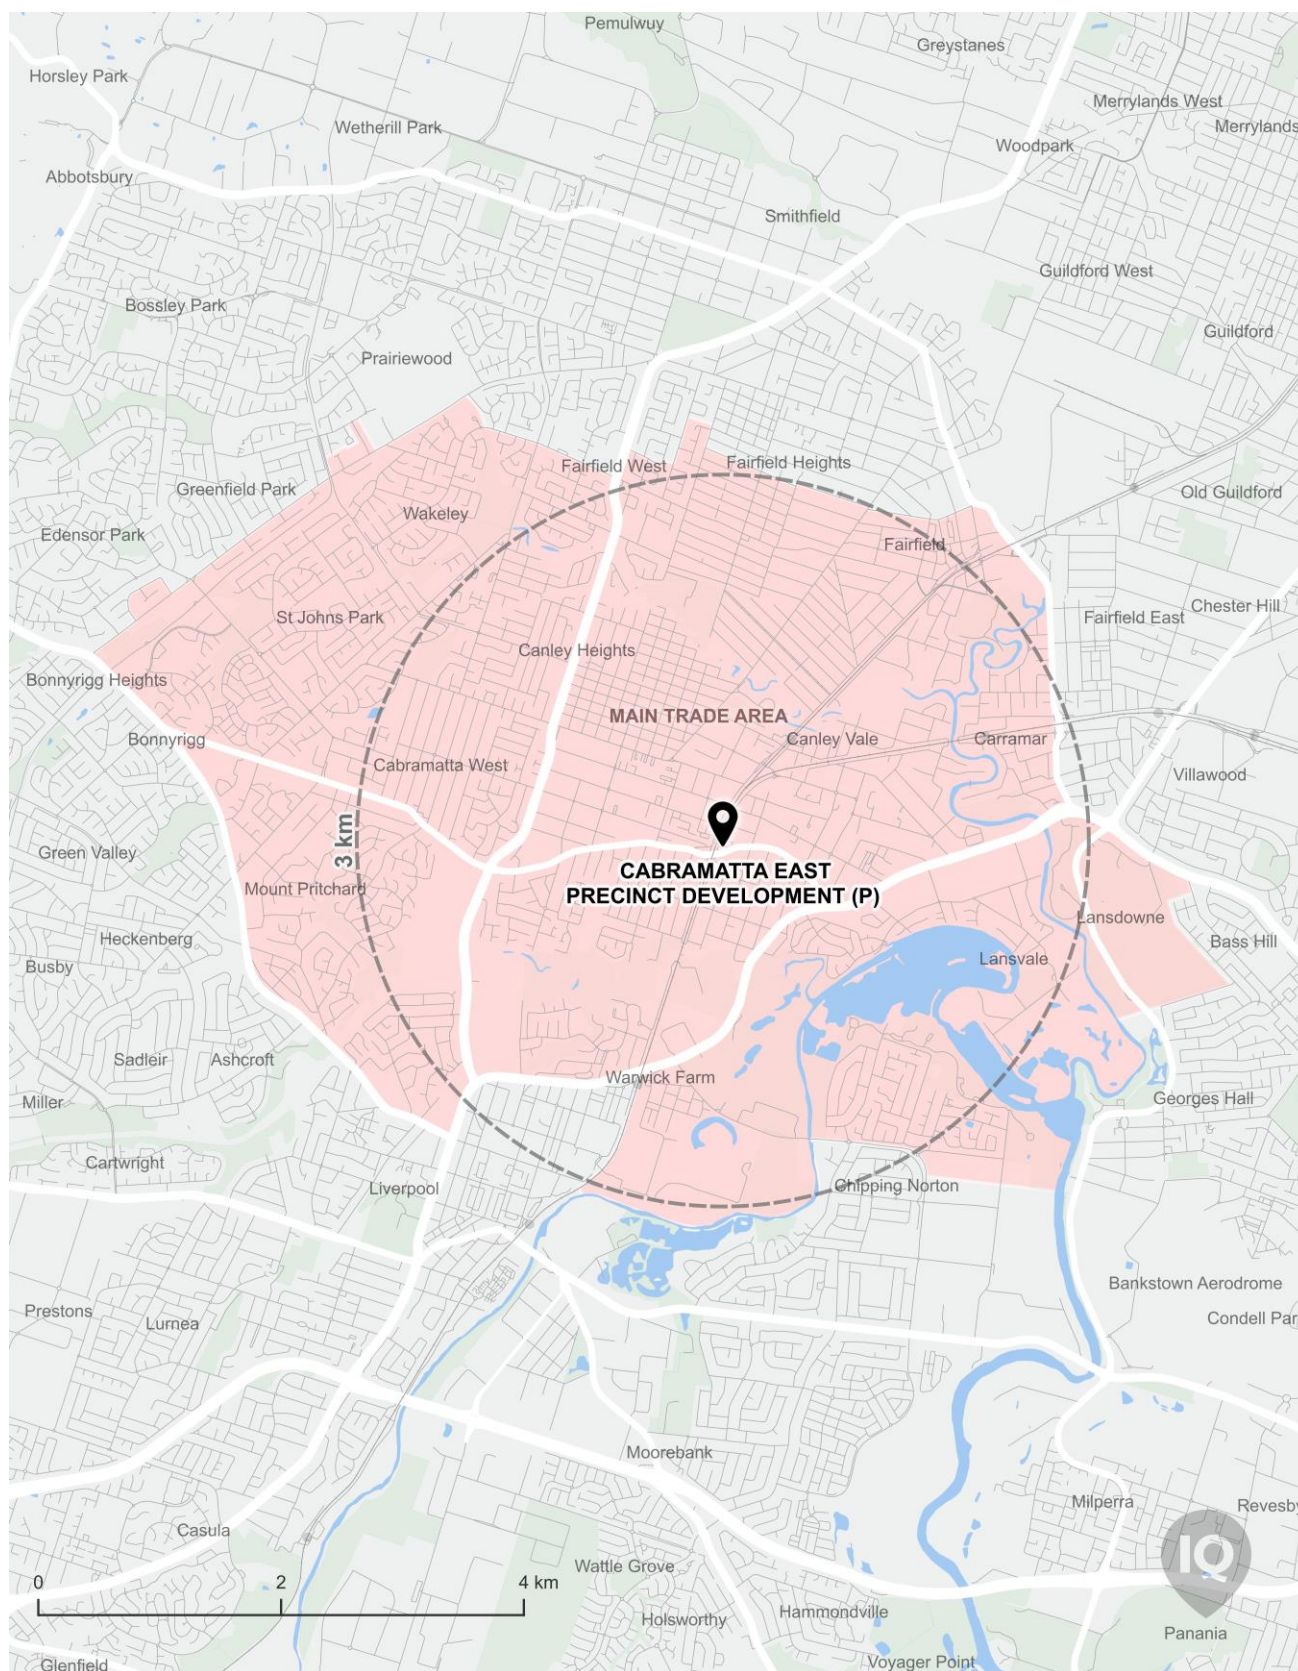 Pemulwuy
Greystanes
Horsley Park
Merrylands West
Wetherill Park
Merrylands
Woodpark
Abbotsbury
Smithfield
Guildford West
Bossley Park
Guildford
Prairiewood
Fairfield West
Fairfield Heights
Greenfield Park
Old Guildford
Wakeley
Edensor Park
Fairfield
Chester Hill
St Johns Park
Fairfield East
Canley Heights
Bonnyrigg Heights
MAIN TRADE AREA
Bonnyrigg
Canley Vale
Carramar
Cabramatta West
Villawood
3 km
Green Valley
CABRAMATTA EAST
PRECINCT DEVELOPMENT (P)
Mount Pritchard
Lansdowne
Heckenberg
Bass Hill
Busby
Lansvale
Sadleir
Ashcroft
Warwick Farm
Miller
Georges Hall
Cartwright
Liverpool
Chipping Norton
Bankstown Aerodrome
Prestons
Lurnea
Condell Par
Moorebank
Milperra
Revesby
Casula
IQ
Wattle Grove
0 2 4 km
Holsworthy
Hammondville
Panania
Glenfield
Voyager Point